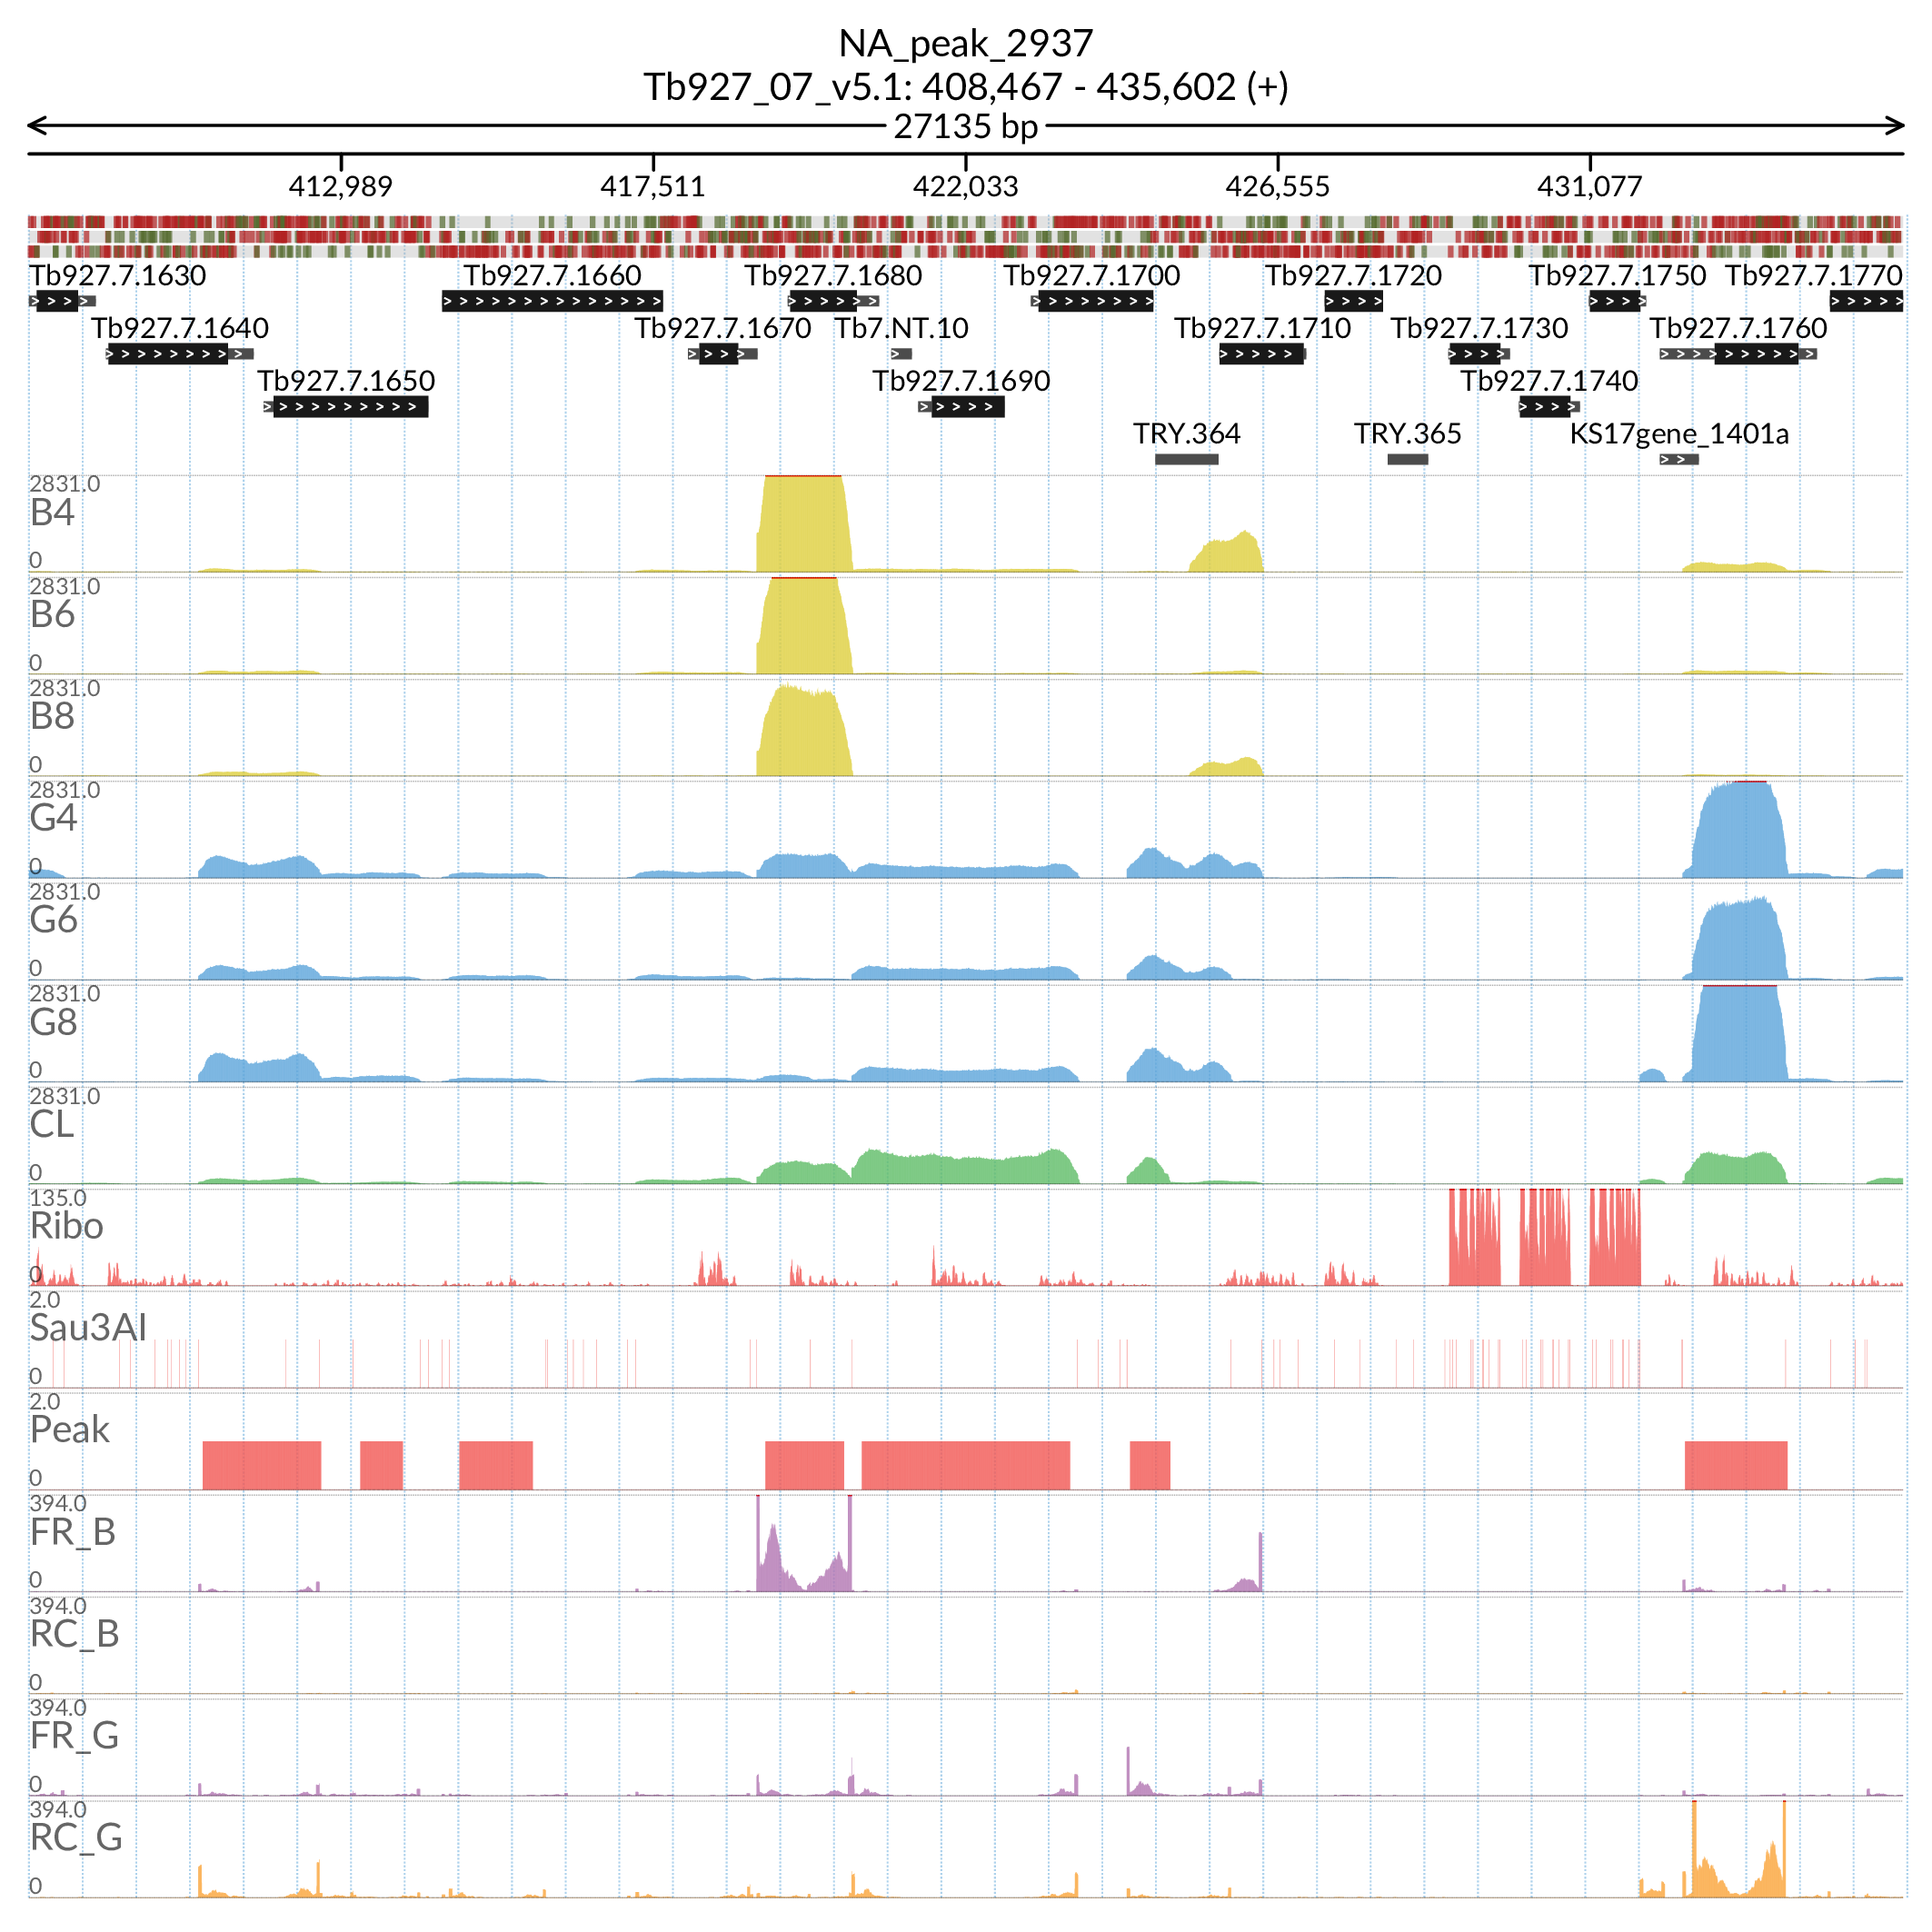 NA_peak_2937
Tb927_07_v5.1: 408,467 - 435,602 (+)
27135 bp
412,989 417,511 422,033 426,555 431,077
Tb927.7.1630 Tb927.7.1660 Tb927.7.1680 Tb927.7.1700 Tb927.7.1720 Tb927.7.1750 Tb927.7.1770
Tb927.7.1640 Tb927.7.1670 Tb7.NT.10 Tb927.7.1710 Tb927.7.1730 Tb927.7.1760
Tb927.7.1650 Tb927.7.1690 Tb927.7.1740
TRY.364 TRY.365 KS17gene_1401a
2831.0
B4
0
2831.0
B6
0
2831.0
B8
0
2831.0
G4
0
2831.0
G6
0
2831.0
G8
0
2831.0
CL
0
135.0
Ribo
0
2.0
Sau3AI
0
2.0
Peak
0
394.0
FR_B
0
394.0
RC_B
0
394.0
FR_G
0
394.0
RC_G
0